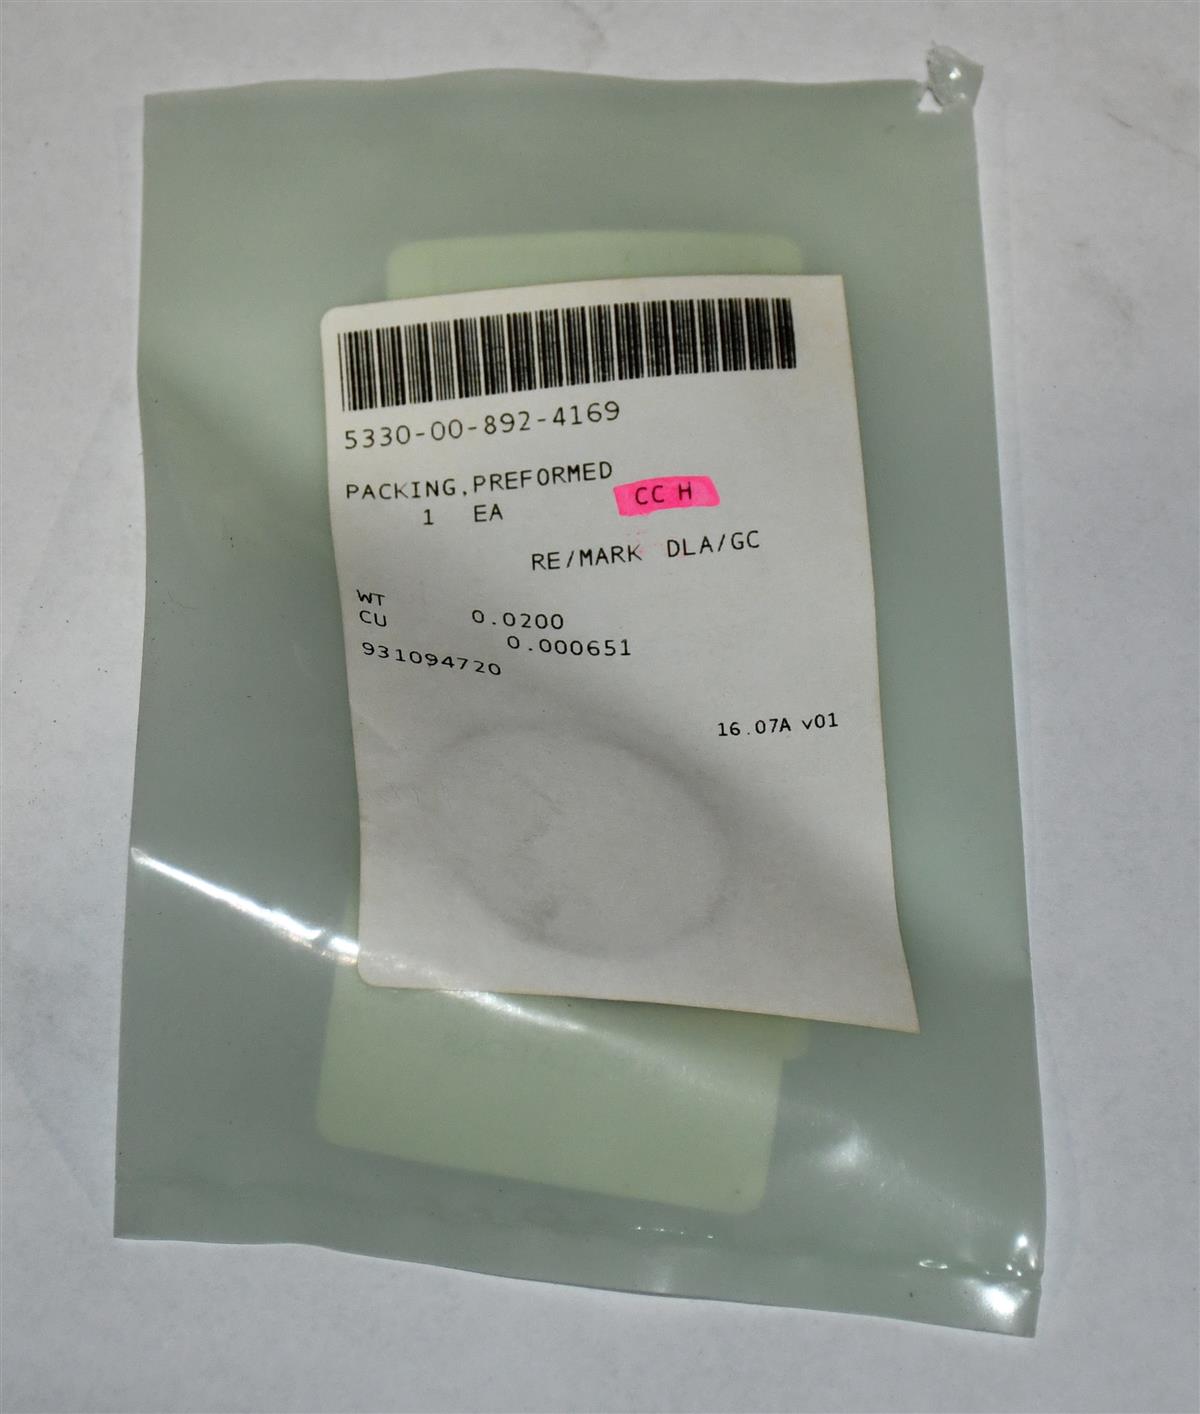 5330-00-892-4169
PACKING,PREFORMED
1 EA CC H
RE/MARK DLA/GC
WT 0.0200
CU 0.000651
931094720
16.07A v01